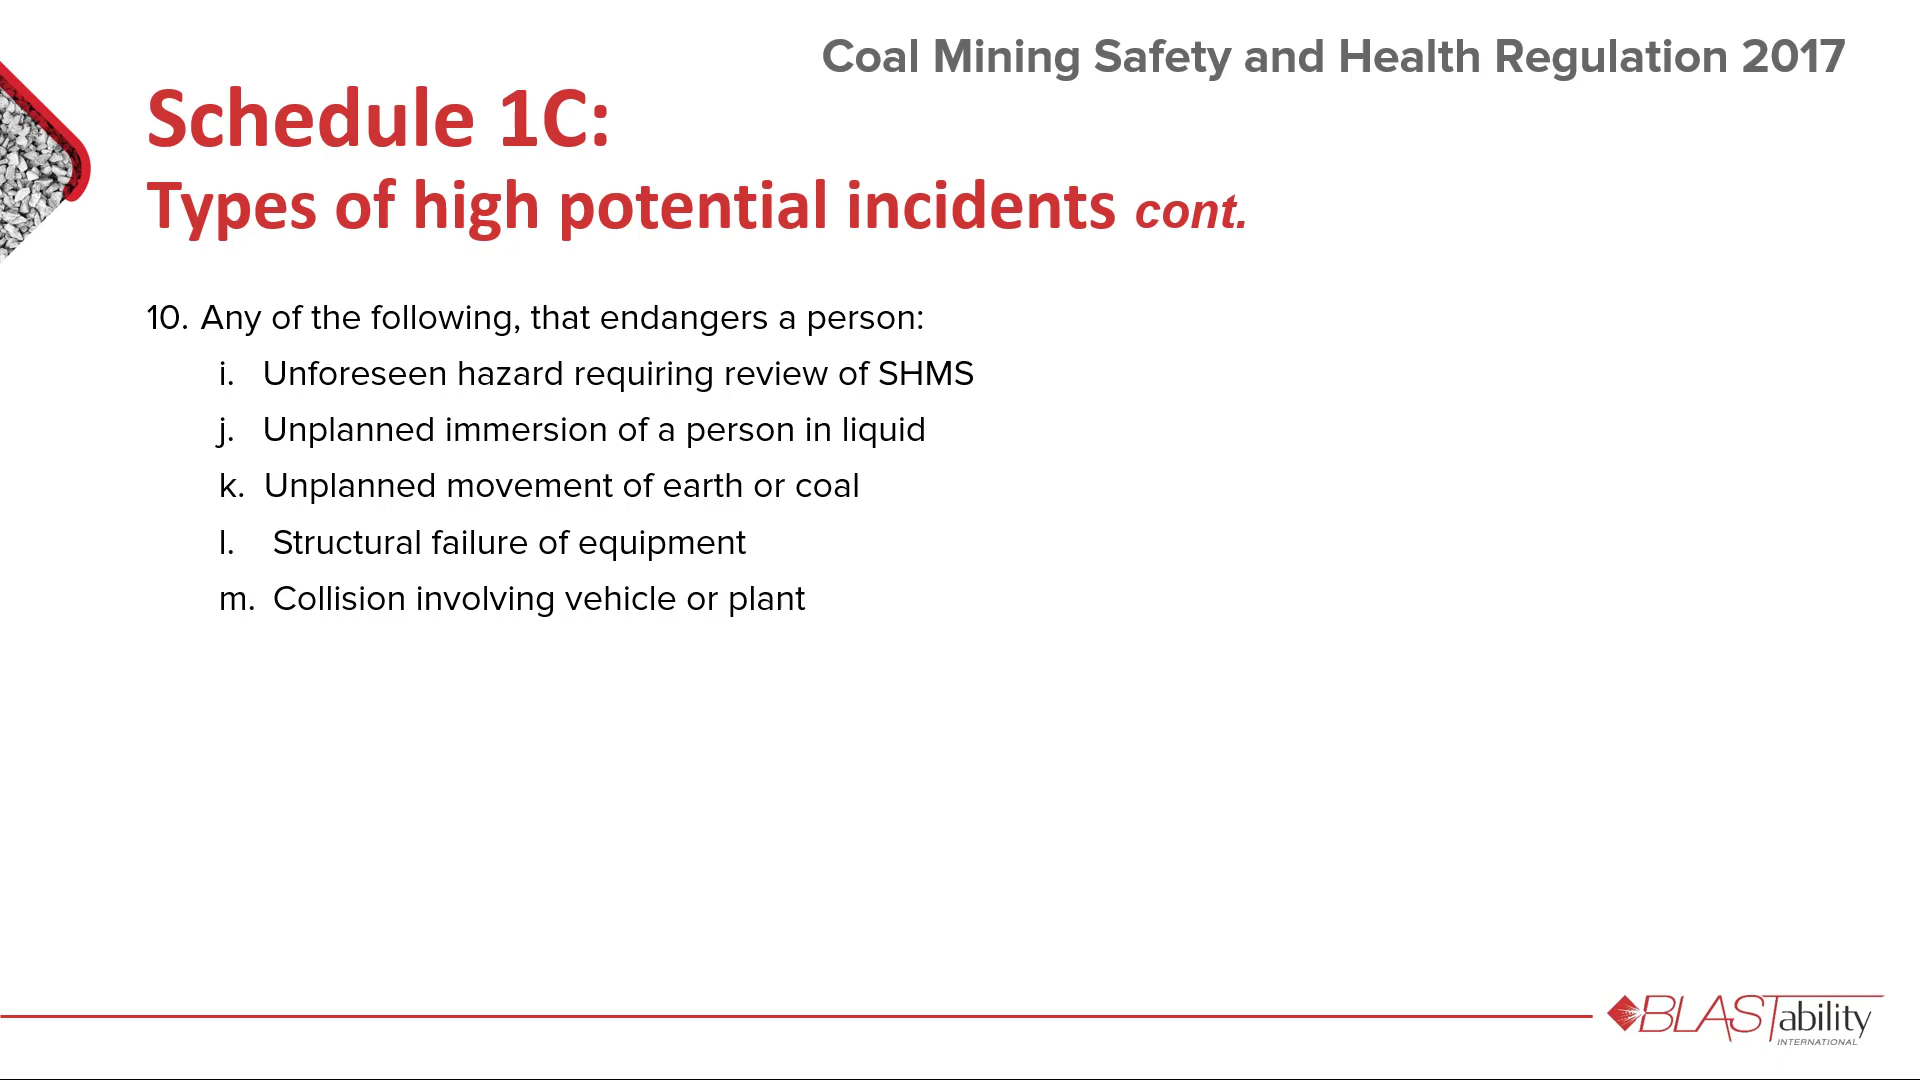 Coal Mining Safety and Health Regulation 2017
Schedule 1C:
Types of high potential incidents cont.
10. Any of the following, that endangers a person:
i. Unforeseen hazard requiring review of SHMS
j. Unplanned immersion of a person in liquid
k. Unplanned movement of earth or coal
l. Structural failure of equipment
m. Collision involving vehicle or plant
BLASTability
INTERNATIONAL